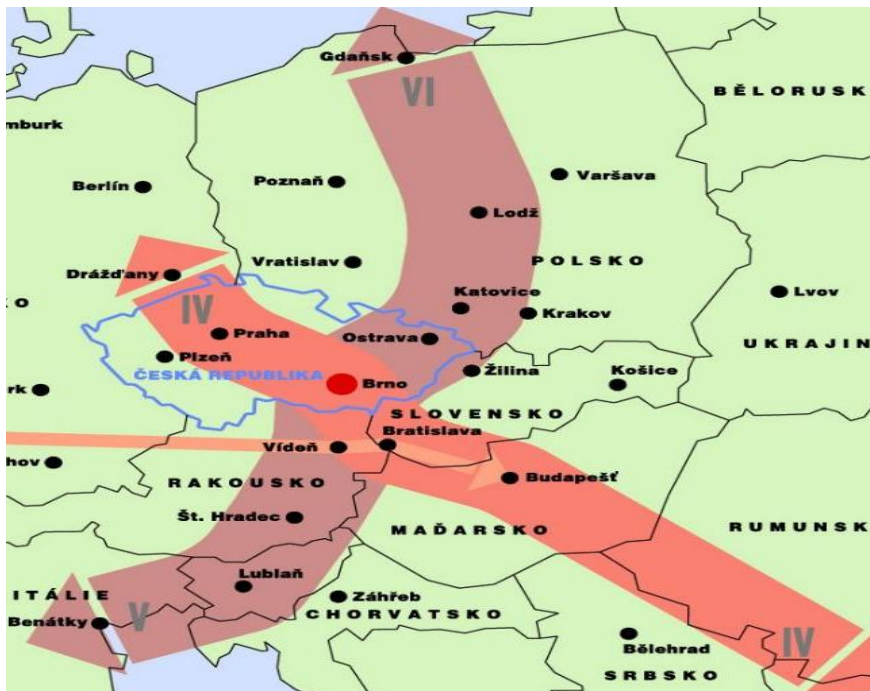 Gdaňsk
VI
BĚLORUSK
mburk
Berlín
Poznaň
Varšava
Lodž
Drážďany
Vratislav
POLSKO
KO
IV
Katovice
Lvov
Praha
Ostrava
Krakov
UKRAJIN
Plzeň
ČESKÁ REPUBLIKA
Žilina
Košice
rk
Brno
SLOVENSKO
Bratislava
Vídeň
hov
Budapešť
RAKOUSKO
Št. Hradec
MAĎARSKO
RUMUNSK
Lublaň
ITÁLIE
Záhřeb
V
CHORVATSKO
Benátky
Bělehrad
IV
SRBSKO